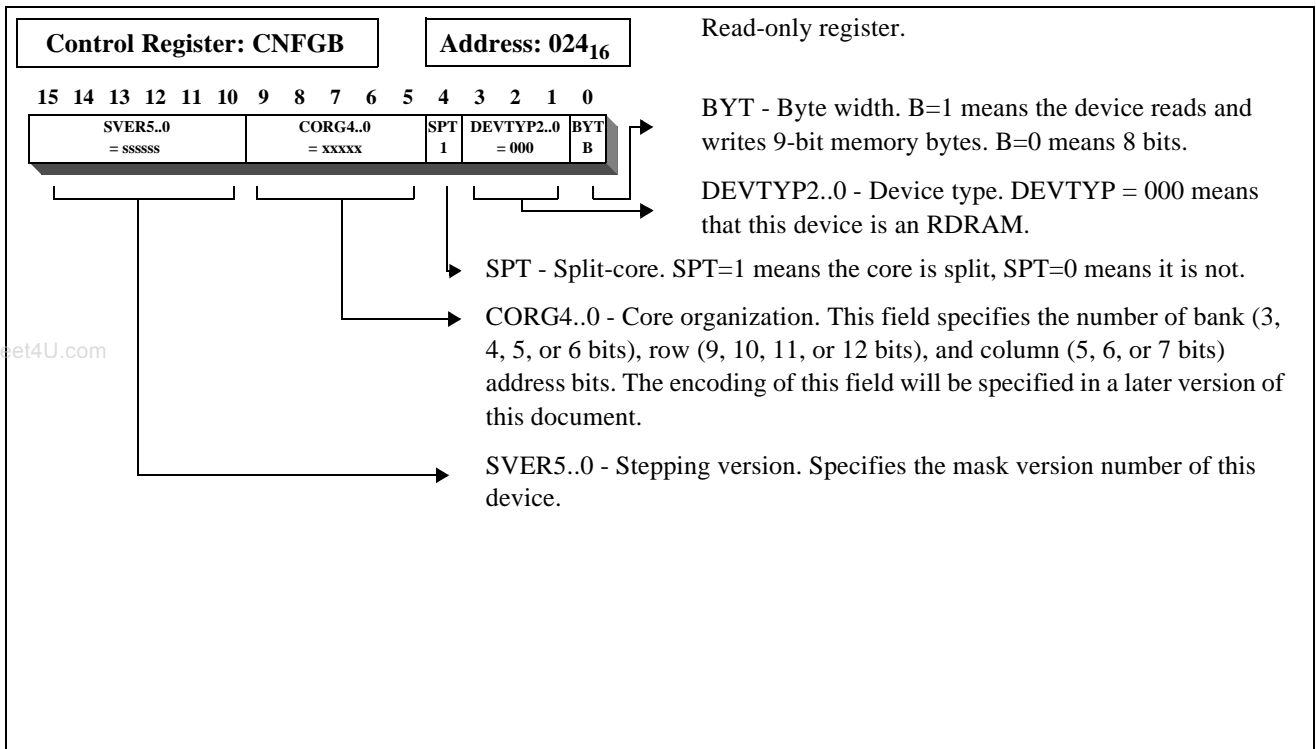 Control Register: CNFGB
Address: 024₁₆
Read-only register.
15 14 13 12 11 10 9 8 7 6 5 4 3 2 1 0
SVER5..0
= ssssss
CORG4..0
= xxxxx
SPT
1
DEVTYP2..0
= 000
BYT
B
BYT - Byte width. B=1 means the device reads and
writes 9-bit memory bytes. B=0 means 8 bits.
DEVTYP2..0 - Device type. DEVTYP = 000 means
that this device is an RDRAM.
SPT - Split-core. SPT=1 means the core is split, SPT=0 means it is not.
CORG4..0 - Core organization. This field specifies the number of bank (3,
4, 5, or 6 bits), row (9, 10, 11, or 12 bits), and column (5, 6, or 7 bits)
address bits. The encoding of this field will be specified in a later version of
this document.
eet4U.com
SVER5..0 - Stepping version. Specifies the mask version number of this
device.